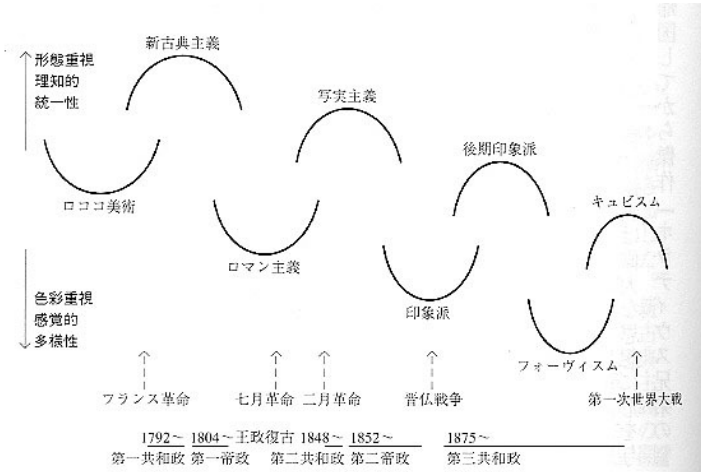 新古典主義
形態重視
理知的
統一性
写実主義
後期印象派
キュビスム
ロココ美術
ロマン主義
印象派
フォーヴィスム
色彩重視
感覚的
多様性
フランス革命 七月革命 二月革命 普仏戦争 第一次世界大戦
1792～ 1804～王政復古 1848～ 1852～ 1875～
第一共和政 第一帝政 第二共和政 第二帝政 第三共和政